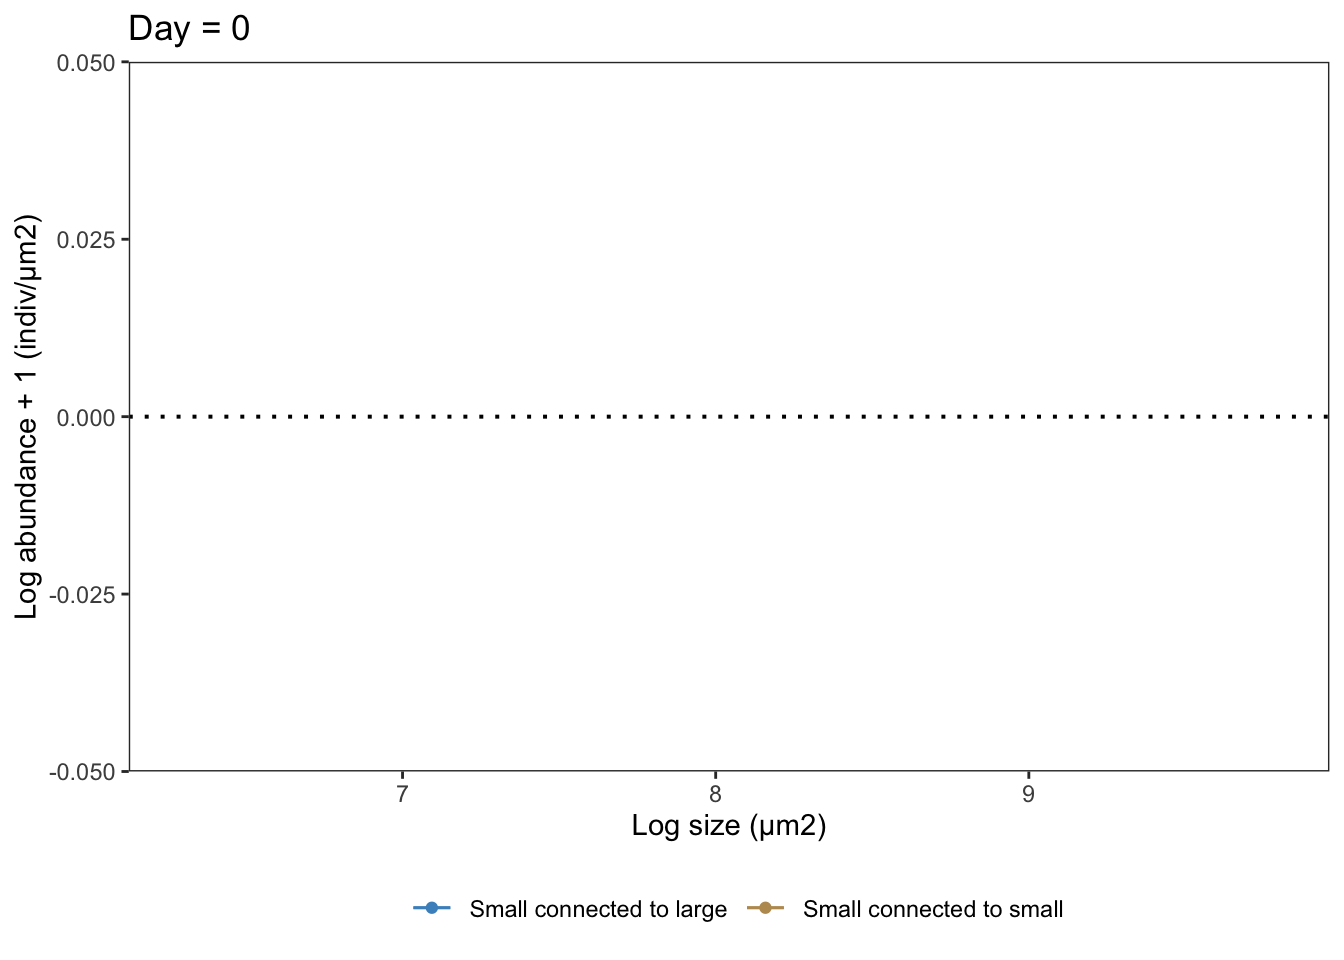 Day = 0
0.050
0.025
0.000
-0.025
-0.050
Log abundance + 1 (indiv/µm2)
7 8 9
Log size (µm2)
Small connected to large Small connected to small